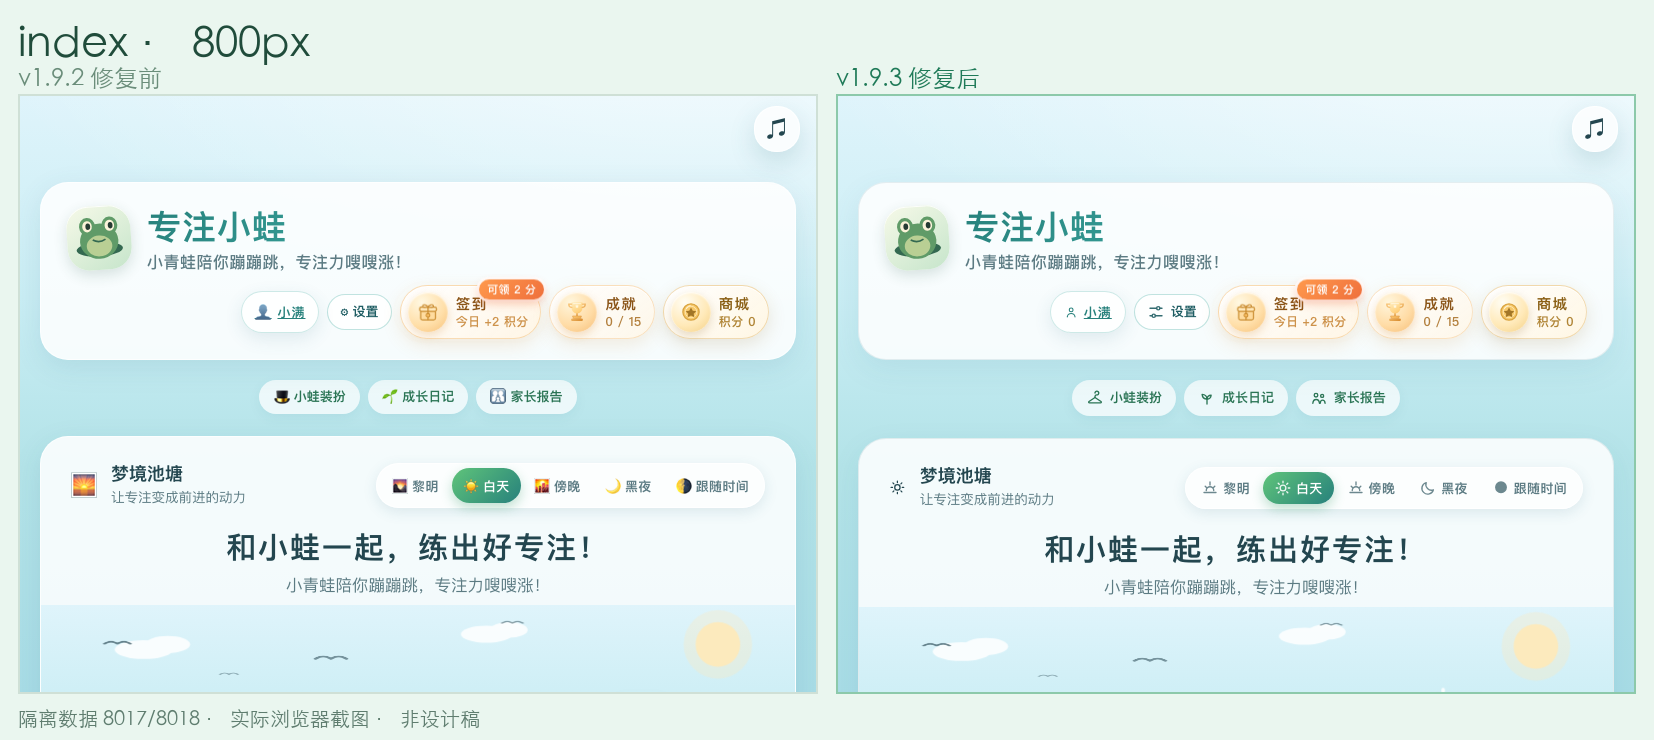 index · 800px
v1.9.2 修复前
专注小蛙
小青蛙陪你蹦蹦跳，专注力嗖嗖涨！
可领 2 分
小满 设置 签到 成就 商城
今日 +2 积分 0 / 15 积分 0
小蛙装扮 成长日记 家长报告
梦境池塘
让专注变成前进的动力
黎明 白天 傍晚 黑夜 跟随时间
和小蛙一起，练出好专注！
小青蛙陪你蹦蹦跳，专注力嗖嗖涨！
v1.9.3 修复后
专注小蛙
小青蛙陪你蹦蹦跳，专注力嗖嗖涨！
可领 2 分
小满 设置 签到 成就 商城
今日 +2 积分 0 / 15 积分 0
小蛙装扮 成长日记 家长报告
梦境池塘
让专注变成前进的动力
黎明 白天 傍晚 黑夜 跟随时间
和小蛙一起，练出好专注！
小青蛙陪你蹦蹦跳，专注力嗖嗖涨！
隔离数据 8017/8018 · 实际浏览器截图 · 非设计稿